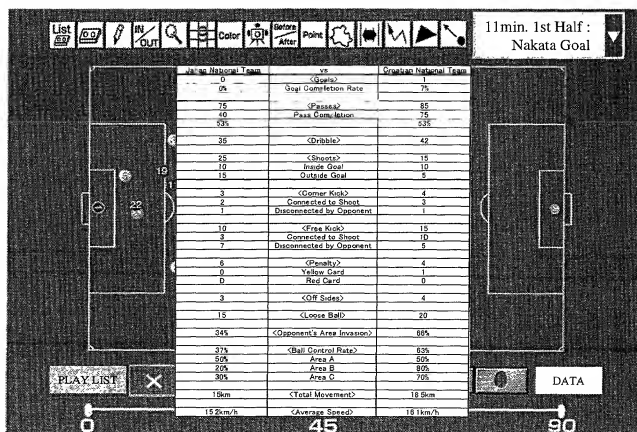 List IN/OUT Color Before/After Point
11min. 1st Half :
Nakata Goal
Japan National Team vs Croatian National Team
0 <Goals> 1
0% Goal Completion Rate 7%
75 <Passes> 85
40 Pass Completion 75
53% 53%
35 <Dribble> 42
25 <Shoots> 15
10 Inside Goal 10
15 Outside Goal 5
3 <Corner Kick> 4
2 Connected to Shoot 3
1 Disconnected by Opponent 1
10 <Free Kick> 15
3 Connected to Shoot 10
7 Disconnected by Opponent 5
6 <Penalty> 4
0 Yellow Card 1
0 Red Card 0
3 <Off Sides> 4
15 <Loose Ball> 20
34% <Opponent's Area Invasion> 66%
37% <Ball Control Rate> 63%
50% Area A 50%
20% Area B 80%
30% Area C 70%
15km <Total Movement> 18.5km
15.2km/h <Average Speed> 16.1km/h
19
22
PLAY LIST
DATA
0 45 90